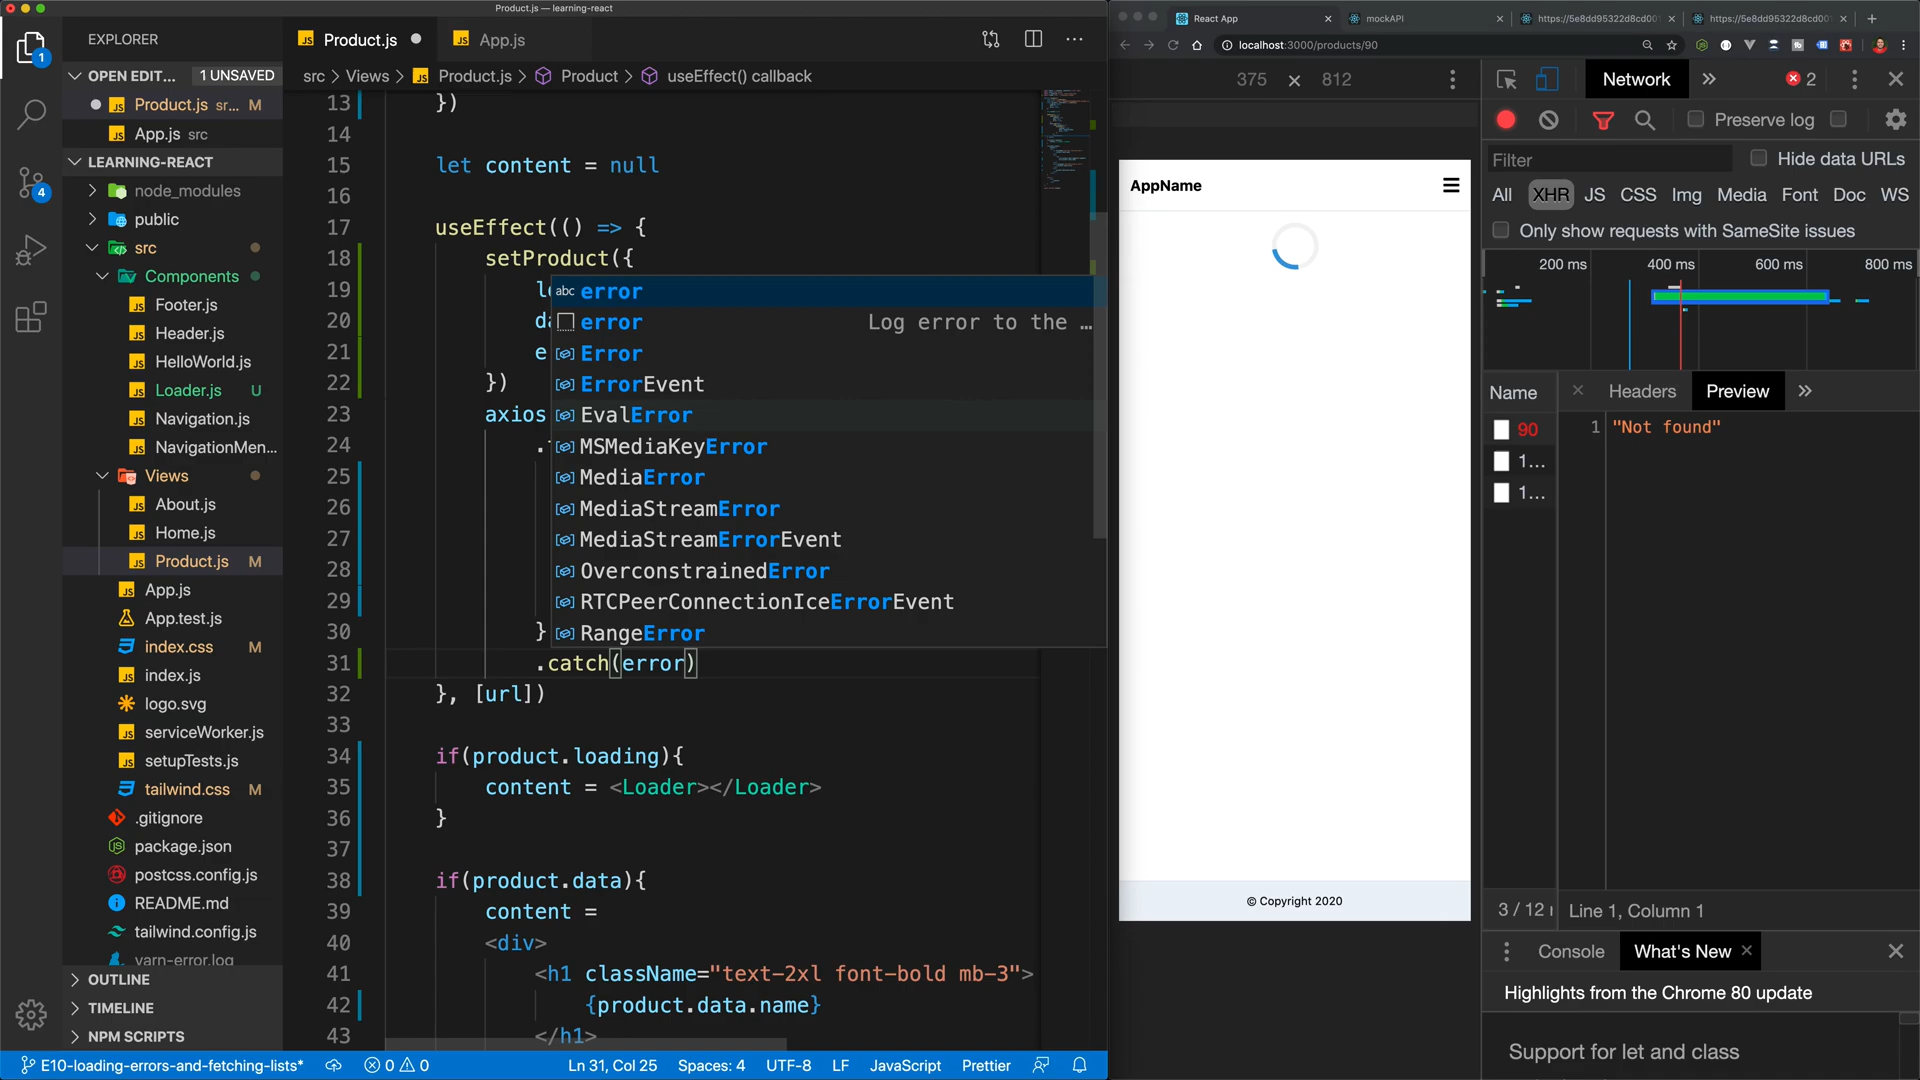 Product.js — learning-react
EXPLORER
OPEN EDIT... 1 UNSAVED
Product.js sr... M
App.js src
LEARNING-REACT
node_modules
public
src
Components
Footer.js
Header.js
HelloWorld.js
Loader.js U
Navigation.js
NavigationMen...
Views
About.js
Home.js
Product.js M
App.js
App.test.js
index.css M
index.js
logo.svg
serviceWorker.js
setupTests.js
tailwind.css M
.gitignore
package.json
postcss.config.js
README.md
tailwind.config.js
yarn-error.log
OUTLINE
TIMELINE
NPM SCRIPTS
1
4
Product.js
App.js
src > Views > Product.js > Product > useEffect() callback
13 })
14
15 let content = null
16
17 useEffect(() => {
18 setProduct({
19
20
21 e
22 })
23 axios
24
25
26
27
28
29
30 }
31 .catch(error)
32 }, [url])
33
34 if(product.loading){
35 content = <Loader></Loader>
36 }
37
38 if(product.data){
39 content =
40 <div>
41 <h1 className="text-2xl font-bold mb-3">
42 {product.data.name}
43 </h1>
abc error
error Log error to the ...
Error
ErrorEvent
EvalError
MSMediaKeyError
MediaError
MediaStreamError
MediaStreamErrorEvent
OverconstrainedError
RTCPeerConnectionIceErrorEvent
RangeError
E10-loading-errors-and-fetching-lists* 0 0 Ln 31, Col 25 Spaces: 4 UTF-8 LF JavaScript Prettier
React App
mockAPI
https://5e8dd95322d8cd001
https://5e8dd95322d8cd001
localhost:3000/products/90
375 × 812
AppName
© Copyright 2020
Network » 2
Preserve log
Filter
Hide data URLs
All XHR JS CSS Img Media Font Doc WS
Only show requests with SameSite issues
200 ms 400 ms 600 ms 800 ms
Name Headers Preview »
90
1...
1...
1 "Not found"
3 / 12
Line 1, Column 1
Console What's New
Highlights from the Chrome 80 update
Support for let and class